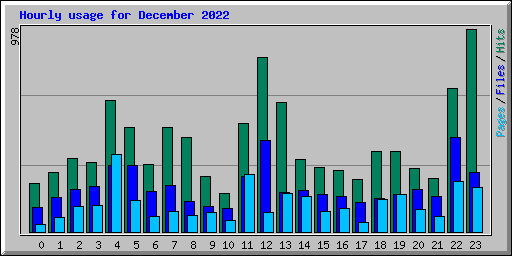 Hourly usage for December 2022
978
Pages / Files / Hits
0 1 2 3 4 5 6 7 8 9 10 11 12 13 14 15 16 17 18 19 20 21 22 23